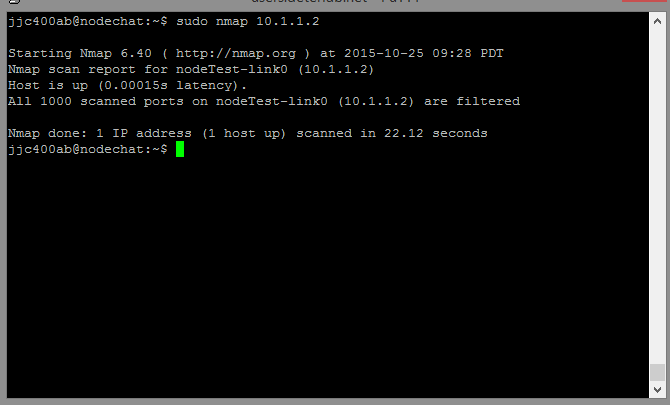 jjc400ab@nodechat:~$ sudo nmap 10.1.1.2

Starting Nmap 6.40 ( http://nmap.org ) at 2015-10-25 09:28 PDT
Nmap scan report for nodeTest-link0 (10.1.1.2)
Host is up (0.00015s latency).
All 1000 scanned ports on nodeTest-link0 (10.1.1.2) are filtered

Nmap done: 1 IP address (1 host up) scanned in 22.12 seconds
jjc400ab@nodechat:~$